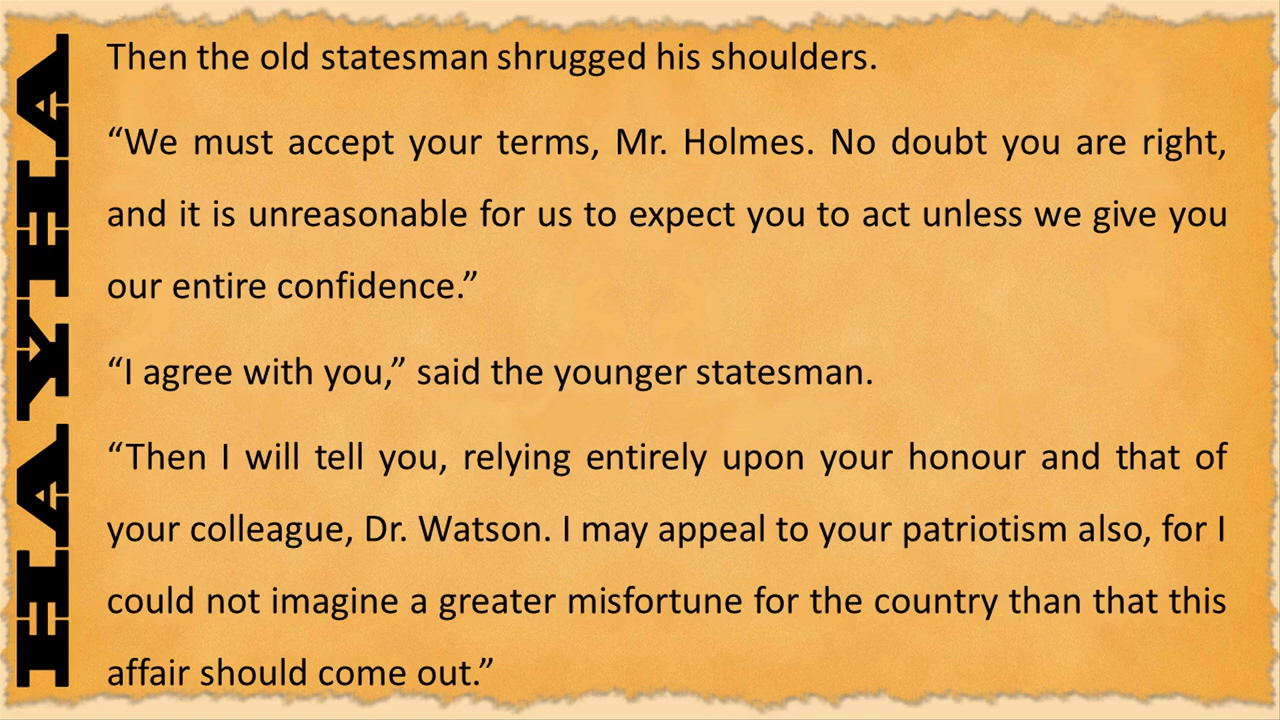 HAYHA
Then the old statesman shrugged his shoulders.
“We must accept your terms, Mr. Holmes. No doubt you are right,
and it is unreasonable for us to expect you to act unless we give you
our entire confidence.”
“I agree with you,” said the younger statesman.
“Then I will tell you, relying entirely upon your honour and that of
your colleague, Dr. Watson. I may appeal to your patriotism also, for I
could not imagine a greater misfortune for the country than that this
affair should come out.”